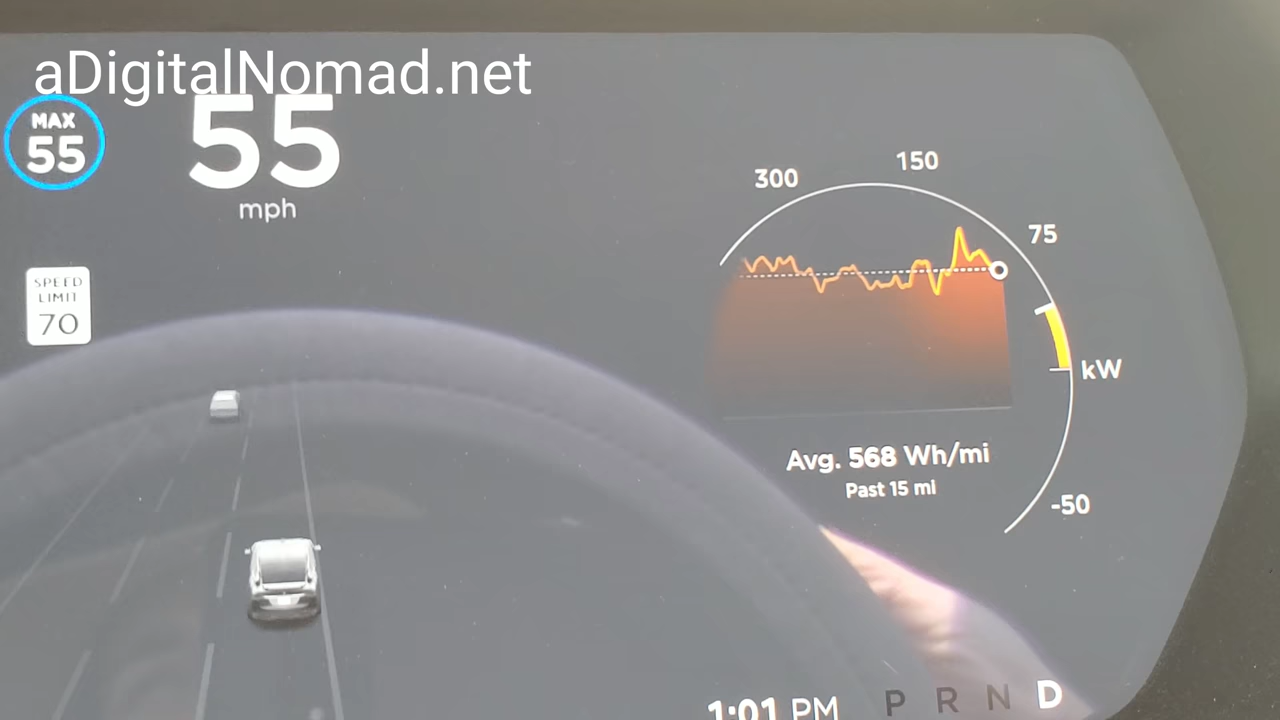 aDigitalNomad.net
MAX
55
55
mph
SPEED
LIMIT
70
300
150
75
kW
-50
Avg. 568 Wh/mi
Past 15 mi
1:01 PM
P R N D